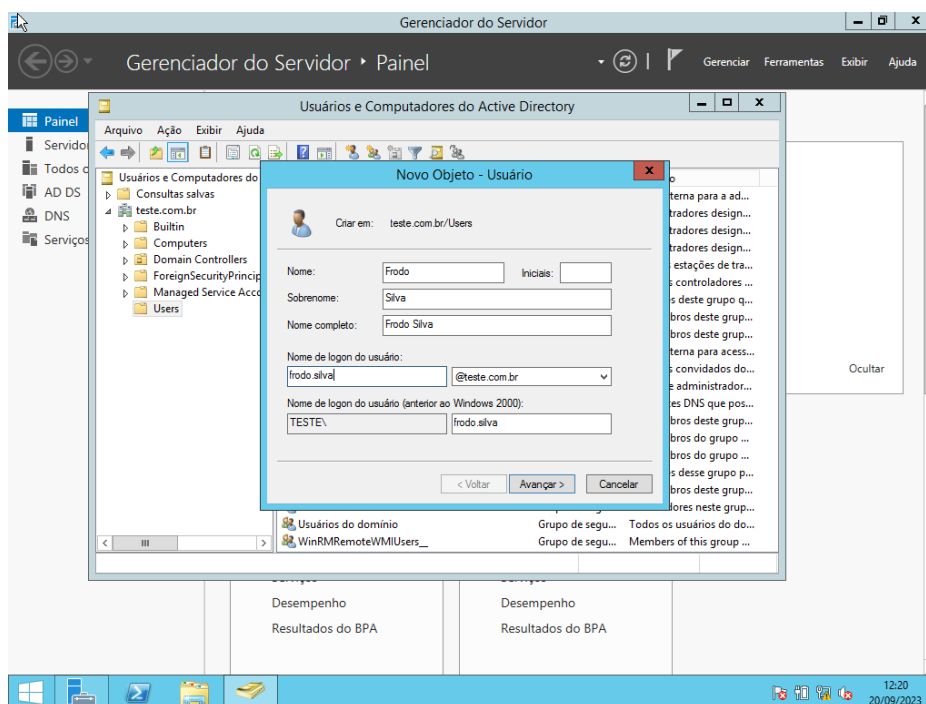 Gerenciador do Servidor
Gerenciador do Servidor ‣ Painel
Gerenciar Ferramentas Exibir Ajuda
Usuários e Computadores do Active Directory
Arquivo Ação Exibir Ajuda
Painel
Servido
Todos
AD DS
DNS
Serviços
Usuários e Computadores do
Consultas salvas
teste.com.br
Builtin
Computers
Domain Controllers
ForeignSecurityPrincip
Managed Service Acco
Users
Novo Objeto - Usuário
Criar em: teste.com.br/Users
Nome: Frodo Iniciais:
Sobrenome: Silva
Nome completo: Frodo Silva
Nome de logon do usuário:
frodo.silva @teste.com.br
Nome de logon do usuário (anterior ao Windows 2000):
TESTE\ frodo.silva
< Voltar Avançar > Cancelar
terna para a ad...
tradores design...
tradores design...
estações de tra...
controladores ...
s deste grupo q...
bros deste grup...
bros deste grup...
terna para acess...
convidados do...
e administrador...
es DNS que pos...
bros deste grup...
bros do grupo ...
bros do grupo ...
s desse grupo p...
bros deste grup...
dores neste grup...
Usuários do domínio Grupo de segu... Todos os usuários do do...
WinRMRemoteWMIUsers__ Grupo de segu... Members of this group ...
Ocultar
Desempenho Desempenho
Resultados do BPA Resultados do BPA
12:20
20/09/2023